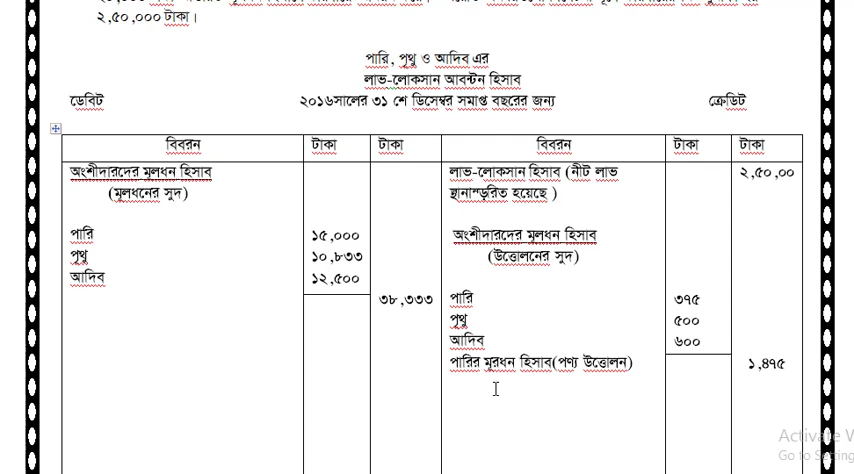 ২,৫০,০০০ টাকা।
পারি, পৃথু ও আদিব এর
লাভ-লোকসান আবন্টন হিসাব
ডেবিট ২০১৬সালের ৩১ শে ডিসেম্বর সমাপ্ত বছরের জন্য ক্রেডিট
বিবরন টাকা টাকা বিবরন টাকা টাকা
অংশীদারদের মুলধন হিসাব লাভ-লোকসান হিসাব (নীট লাভ ২,৫০,০০
(মূলধনের সুদ) স্থানান্ড়রিত হয়েছে )
পারি ১৫,০০০ অংশীদারদের মুলধন হিসাব
পৃথু ১০,৮৩৩ (উত্তোলনের সুদ)
আদিব ১২,৫০০
৩৮,৩৩৩ পারি ৩৭৫
পৃথু ৫০০
আদিব ৬০০
পারির মুরধন হিসাব(পণ্য উত্তোলন) ১,৪৭৫
Activate W
Go to Setting